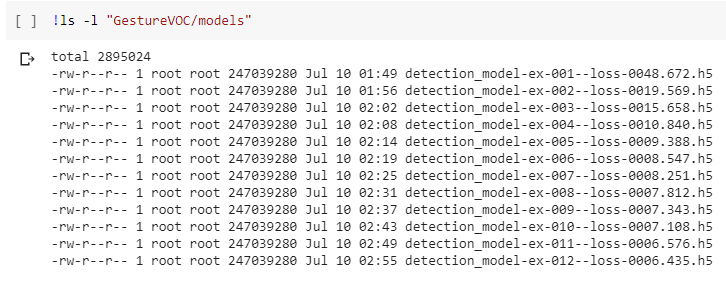 [ ] !ls -l "GestureVOC/models"
total 2895024
-rw-r--r-- 1 root root 247039280 Jul 10 01:49 detection_model-ex-001--loss-0048.672.h5
-rw-r--r-- 1 root root 247039280 Jul 10 01:56 detection_model-ex-002--loss-0019.569.h5
-rw-r--r-- 1 root root 247039280 Jul 10 02:02 detection_model-ex-003--loss-0015.658.h5
-rw-r--r-- 1 root root 247039280 Jul 10 02:08 detection_model-ex-004--loss-0010.840.h5
-rw-r--r-- 1 root root 247039280 Jul 10 02:14 detection_model-ex-005--loss-0009.388.h5
-rw-r--r-- 1 root root 247039280 Jul 10 02:19 detection_model-ex-006--loss-0008.547.h5
-rw-r--r-- 1 root root 247039280 Jul 10 02:25 detection_model-ex-007--loss-0008.251.h5
-rw-r--r-- 1 root root 247039280 Jul 10 02:31 detection_model-ex-008--loss-0007.812.h5
-rw-r--r-- 1 root root 247039280 Jul 10 02:37 detection_model-ex-009--loss-0007.343.h5
-rw-r--r-- 1 root root 247039280 Jul 10 02:43 detection_model-ex-010--loss-0007.108.h5
-rw-r--r-- 1 root root 247039280 Jul 10 02:49 detection_model-ex-011--loss-0006.576.h5
-rw-r--r-- 1 root root 247039280 Jul 10 02:55 detection_model-ex-012--loss-0006.435.h5